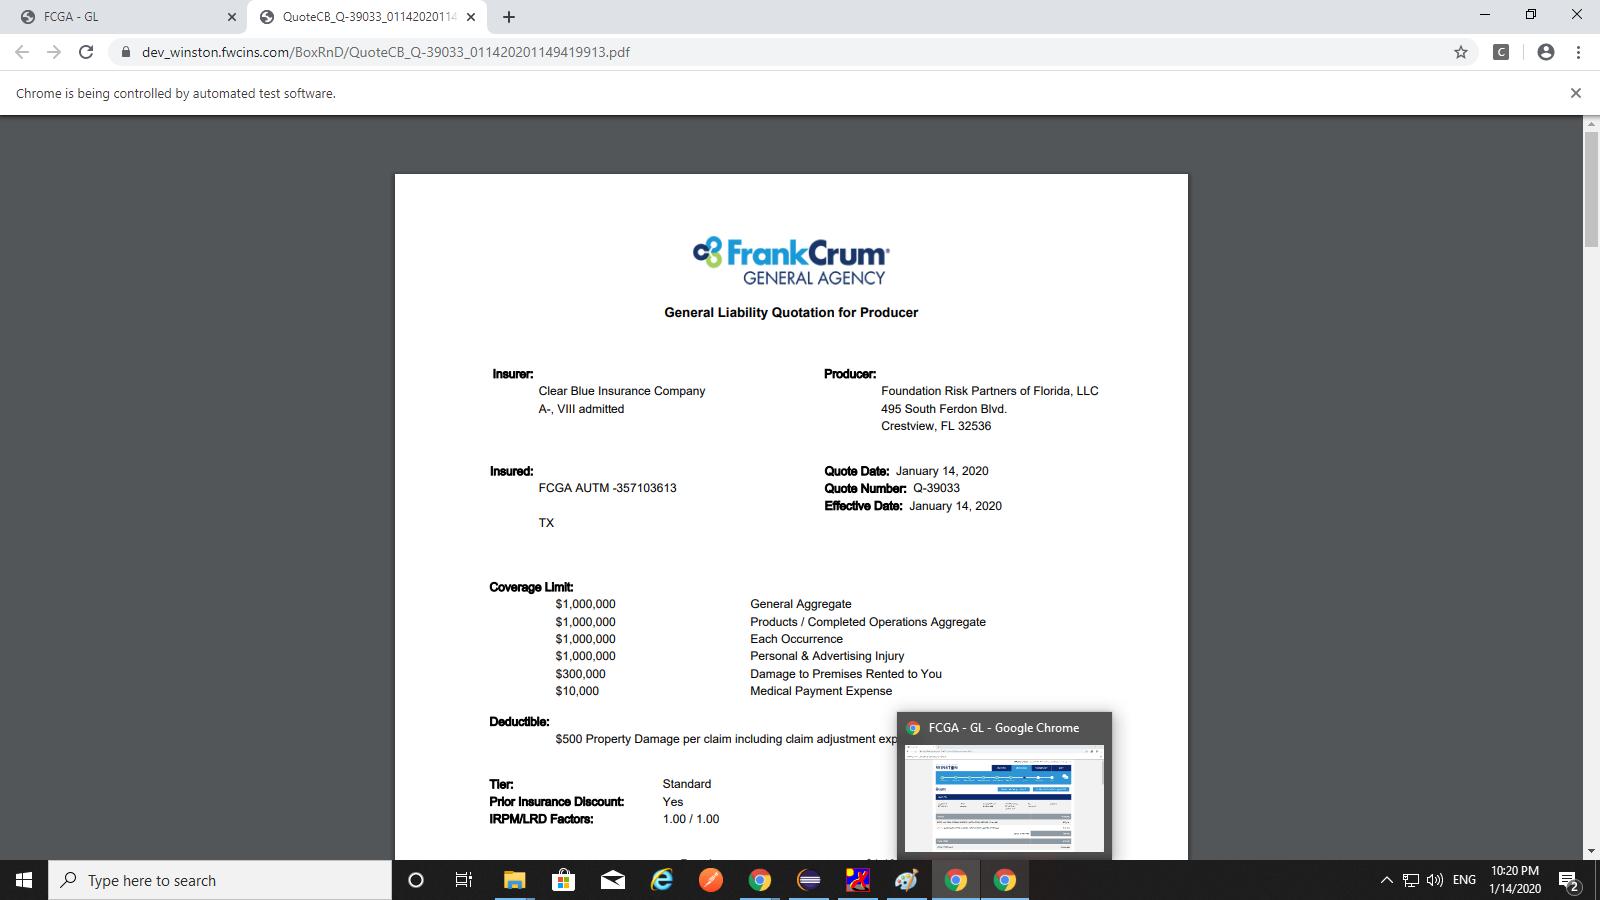 FCGA - GL
QuoteCB_Q-39033_0114202011
dev_winston.fwcins.com/BoxRnD/QuoteCB_Q-39033_011420201149419913.pdf
C
Chrome is being controlled by automated test software.
FrankCrum
GENERAL AGENCY
General Liability Quotation for Producer
Insurer: Producer:
Clear Blue Insurance Company Foundation Risk Partners of Florida, LLC
A-, VIII admitted 495 South Ferdon Blvd.
Crestview, FL 32536
Insured: Quote Date: January 14, 2020
FCGA AUTM -357103613 Quote Number: Q-39033
Effective Date: January 14, 2020
TX
Coverage Limit:
$1,000,000 General Aggregate
$1,000,000 Products / Completed Operations Aggregate
$1,000,000 Each Occurrence
$1,000,000 Personal & Advertising Injury
$300,000 Damage to Premises Rented to You
$10,000 Medical Payment Expense
Deductible:
$500 Property Damage per claim including claim adjustment exp
FCGA - GL - Google Chrome
WINSTON
Tier: Standard
Prior Insurance Discount: Yes
IRPM/LRD Factors: 1.00 / 1.00
Type here to search
ENG
10:20 PM
1/14/2020
2